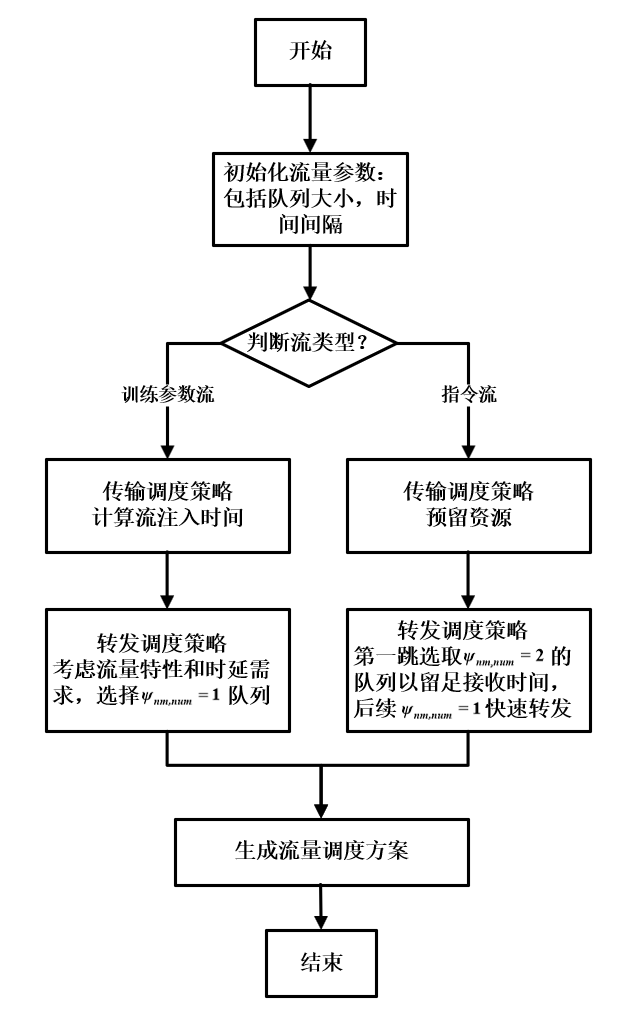 开始
初始化流量参数：
包括队列大小，时
间间隔
判断流类型？
训练参数流
指令流
传输调度策略
计算流注入时间
传输调度策略
预留资源
转发调度策略
考虑流量特性和时延需
求，选择ψnm,num = 1 队列
转发调度策略
第一跳选取ψnm,num = 2 的
队列以留足接收时间，
后续 ψnm,num = 1 快速转发
生成流量调度方案
结束